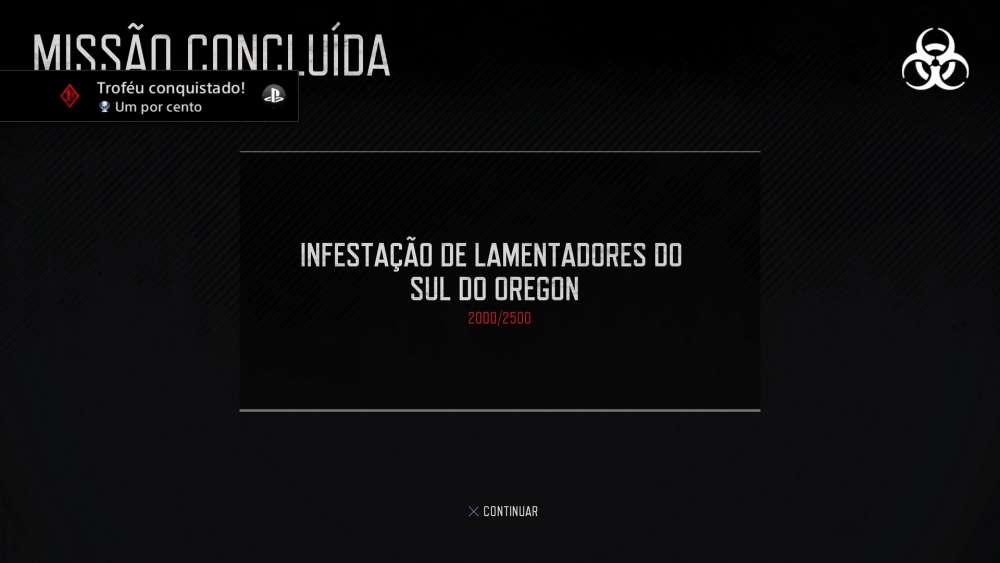 MISSÃO CONCLUÍDA
Troféu conquistado!
Um por cento
INFESTAÇÃO DE LAMENTADORES DO
SUL DO OREGON
2000/2500
CONTINUAR